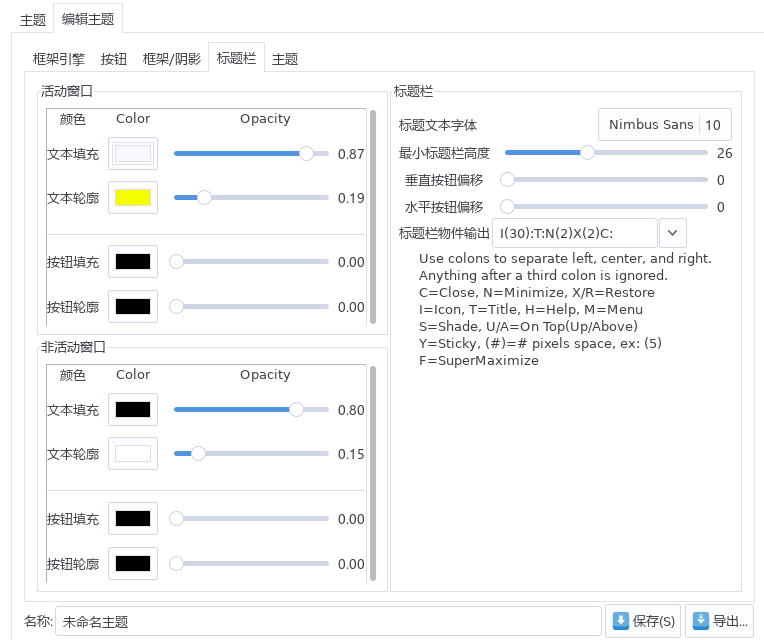 主题 编辑主题
框架引擎 按钮 框架/阴影 标题栏 主题
活动窗口
颜色 Color Opacity
文本填充 0.87
文本轮廓 0.19
按钮填充 0.00
按钮轮廓 0.00
非活动窗口
颜色 Color Opacity
文本填充 0.80
文本轮廓 0.15
按钮填充 0.00
按钮轮廓 0.00
标题栏
标题文本字体 Nimbus Sans 10
最小标题栏高度 26
垂直按钮偏移 0
水平按钮偏移 0
标题栏物件输出 I(30):T:N(2)X(2)C:
Use colons to separate left, center, and right.
Anything after a third colon is ignored.
C=Close, N=Minimize, X/R=Restore
I=Icon, T=Title, H=Help, M=Menu
S=Shade, U/A=On Top(Up/Above)
Y=Sticky, (#)=# pixels space, ex: (5)
F=SuperMaximize
名称: 未命名主题 保存(S) 导出...